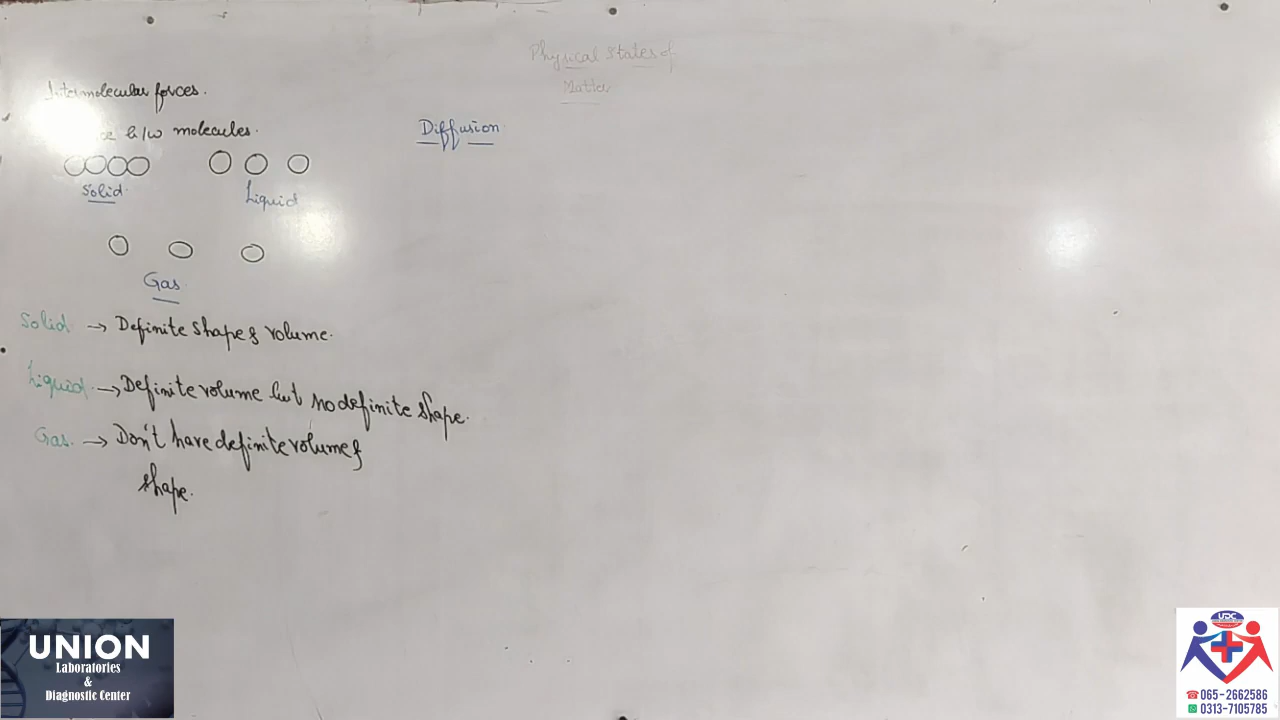 Physical States of
Matter
Intermolecular forces.
b/w molecules.
Diffusion
Solid
Liquid
Gas
Solid → Definite shape & volume.
Liquid → Definite volume but no definite shape.
Gas → Don't have definite volume &
shape.
UNION
Laboratories
&
Diagnostic Center
UDC
065-2662586
0313-7105785